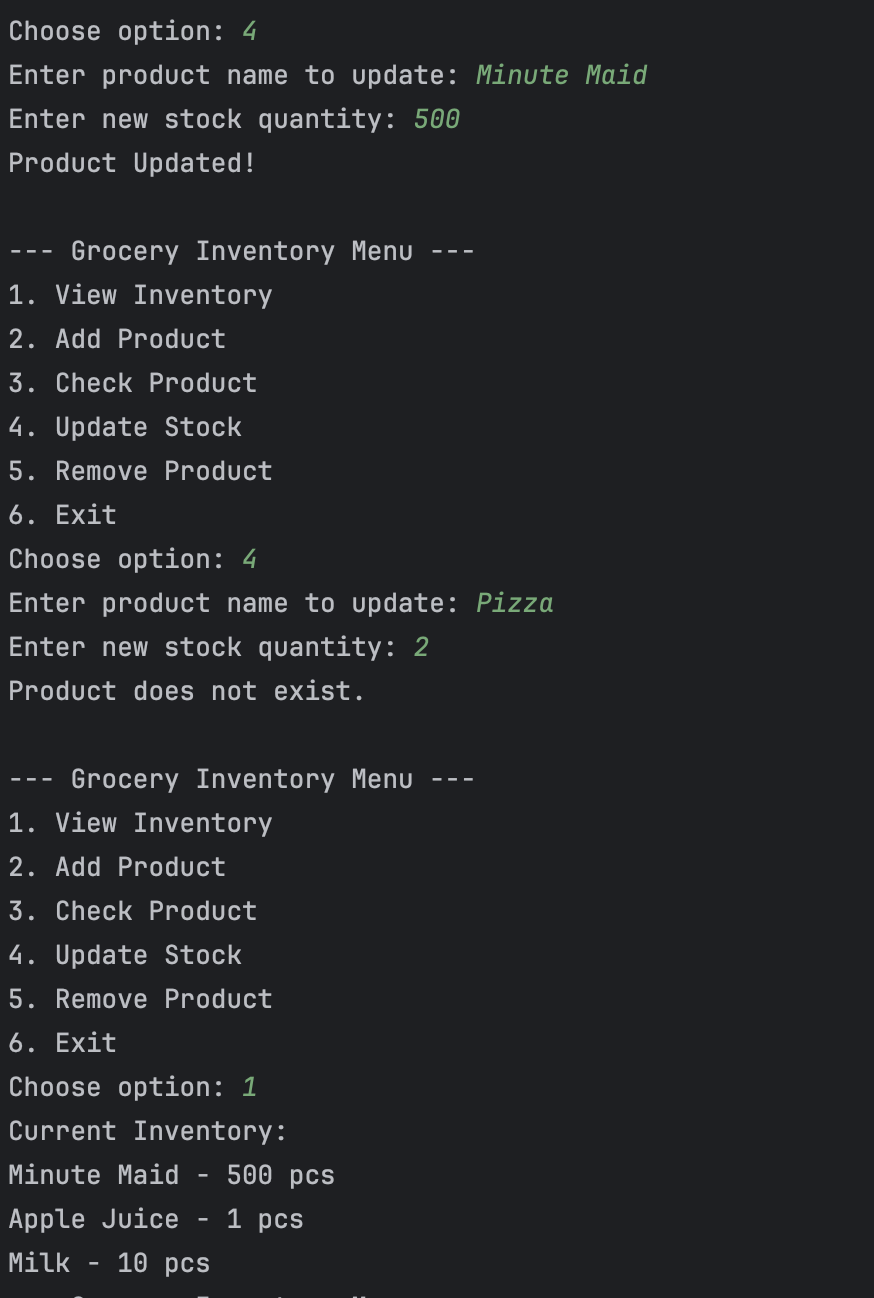 Choose option: 4
Enter product name to update: Minute Maid
Enter new stock quantity: 500
Product Updated!
--- Grocery Inventory Menu ---
1. View Inventory
2. Add Product
3. Check Product
4. Update Stock
5. Remove Product
6. Exit
Choose option: 4
Enter product name to update: Pizza
Enter new stock quantity: 2
Product does not exist.
--- Grocery Inventory Menu ---
1. View Inventory
2. Add Product
3. Check Product
4. Update Stock
5. Remove Product
6. Exit
Choose option: 1
Current Inventory:
Minute Maid - 500 pcs
Apple Juice - 1 pcs
Milk - 10 pcs